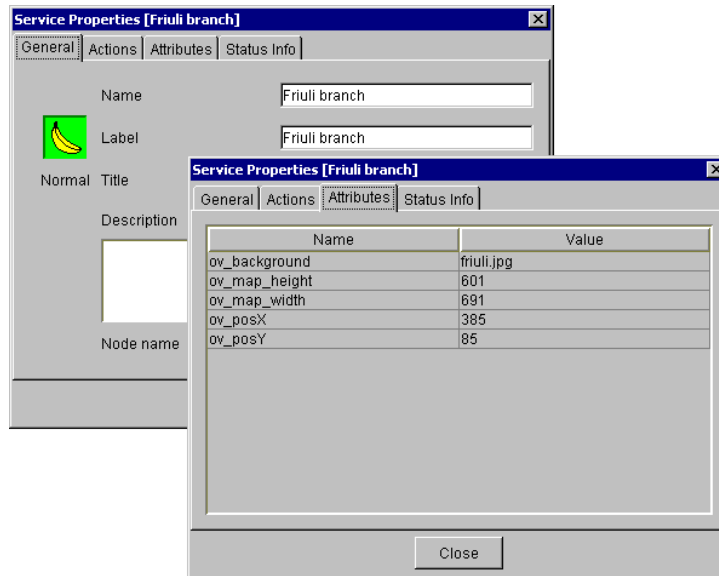 Service Properties [Friuli branch]
General Actions Attributes Status Info
Name Friuli branch
Label Friuli branch
Normal Title
Description
Node name
Service Properties [Friuli branch]
General Actions Attributes Status Info
Name Value
ov_background friuli.jpg
ov_map_height 601
ov_map_width 691
ov_posX 385
ov_posY 85
Close